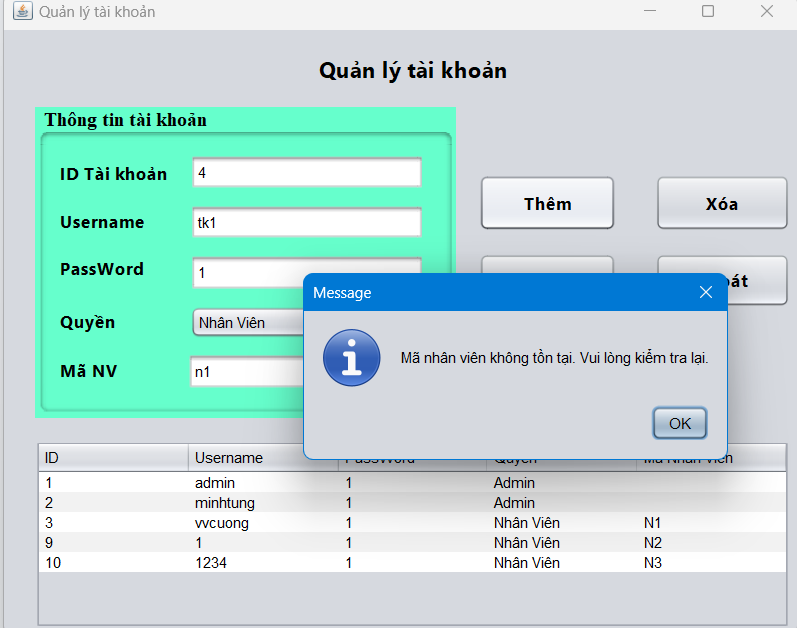 Quản lý tài khoản
Quản lý tài khoản
Thông tin tài khoản
ID Tài khoản 4
Username tk1
PassWord 1
Quyền Nhân Viên
Mã NV n1
Thêm Xóa
Message
Mã nhân viên không tồn tại. Vui lòng kiểm tra lại.
OK
ID Username PassWord Quyền Mã Nhân Viên
1 admin 1 Admin
2 minhtung 1 Admin
3 vvcuong 1 Nhân Viên N1
9 1 1 Nhân Viên N2
10 1234 1 Nhân Viên N3